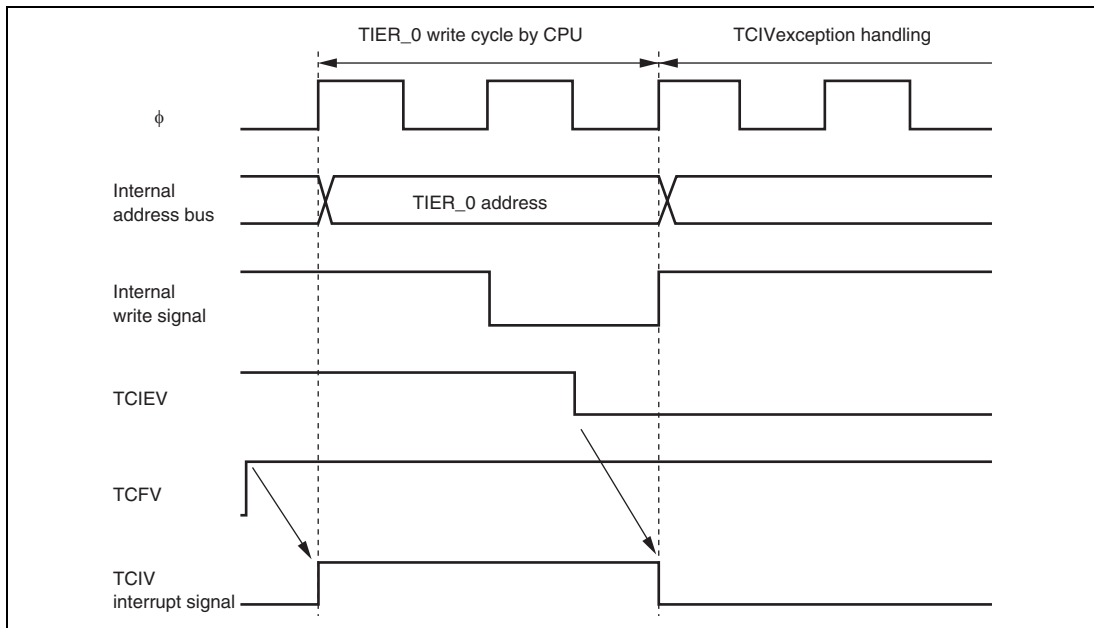 TIER_0 write cycle by CPU
TCIVexception handling
ϕ
Internal
address bus
TIER_0 address
Internal
write signal
TCIEV
TCFV
TCIV
interrupt signal